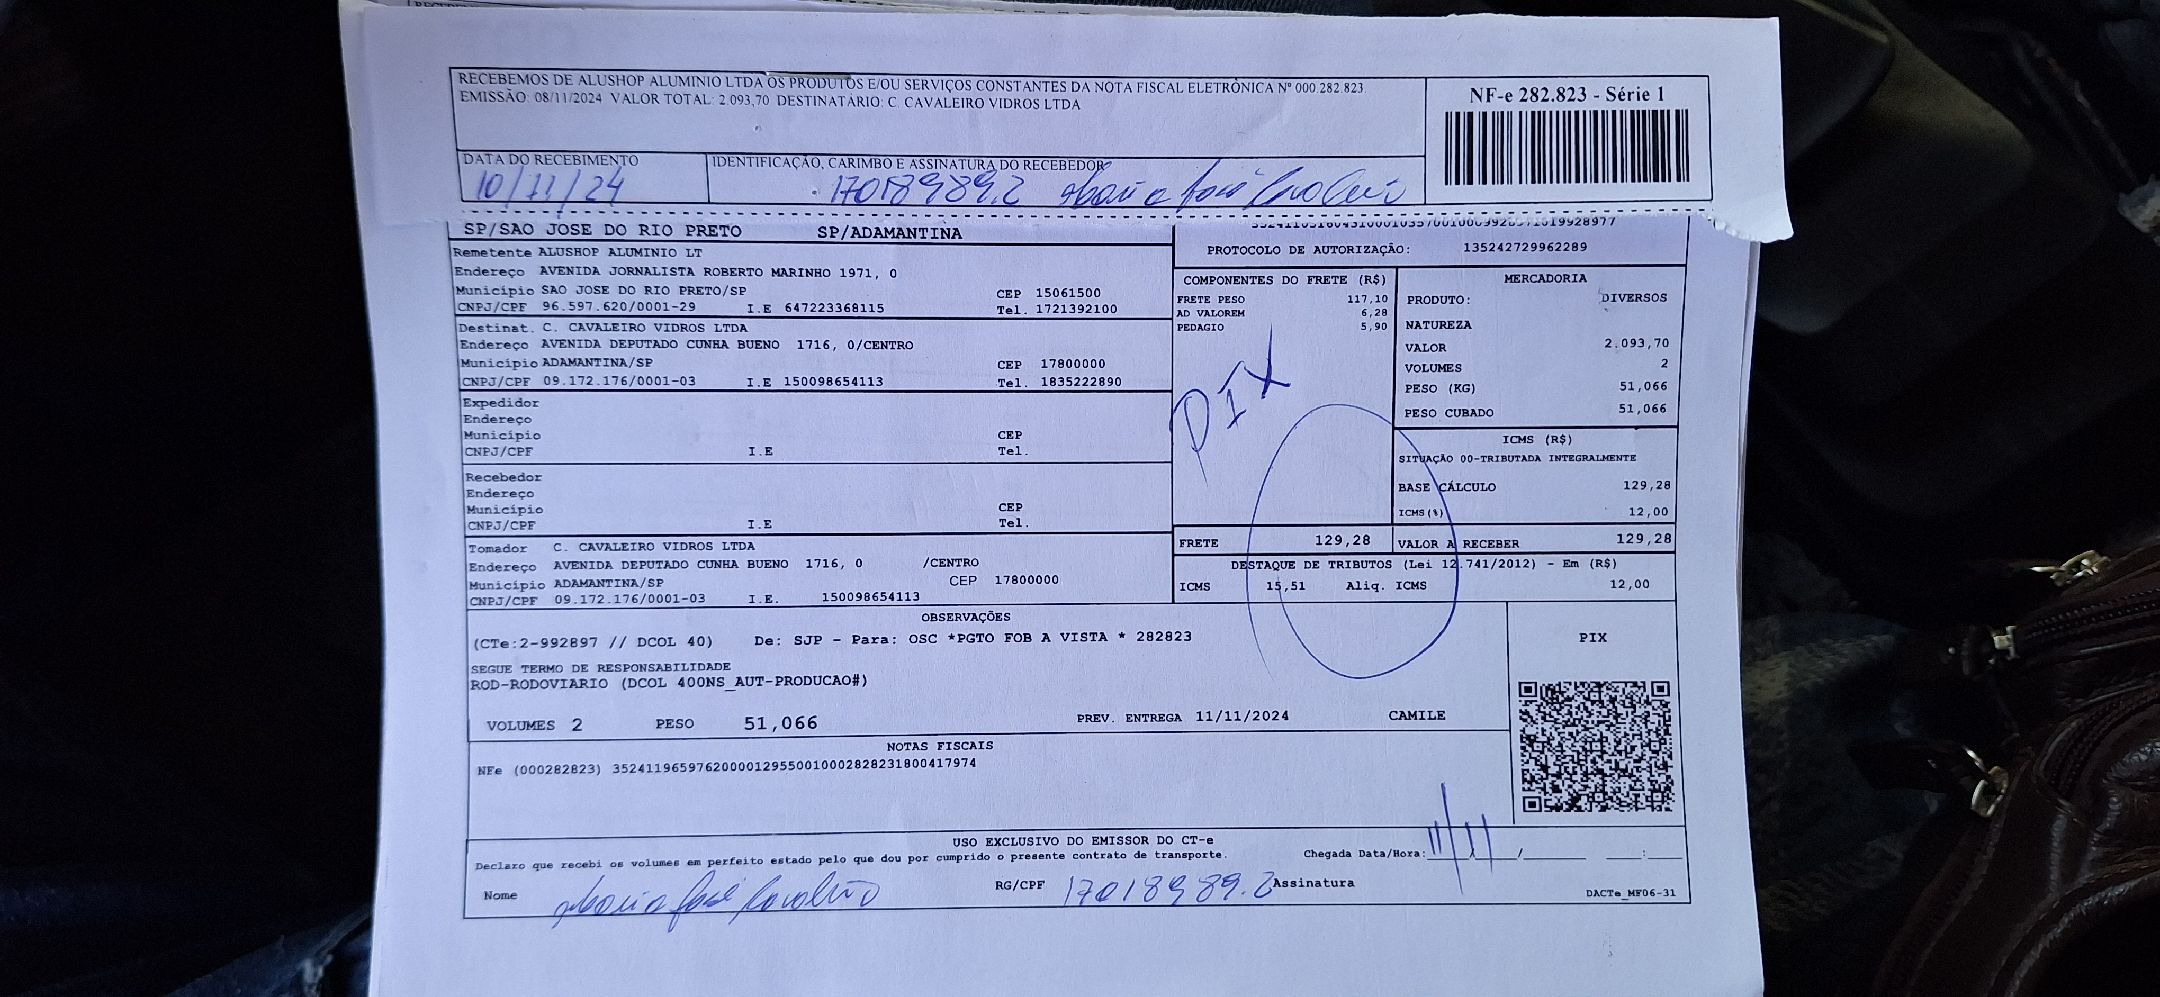 RECEBEMOS DE ALUSHOP ALUMINIO LTDA OS PRODUTOS E/OU SERVIÇOS CONSTANTES DA NOTA FISCAL ELETRÔNICA Nº 000.282.823.
EMISSÃO: 08/11/2024 VALOR TOTAL: 2.093,70 DESTINATÁRIO: C. CAVALEIRO VIDROS LTDA
NF-e 282.823 - Série 1
DATA DO RECEBIMENTO
10/11/24
IDENTIFICAÇÃO, CARIMBO E ASSINATURA DO RECEBEDOR
17018989.2 Maria José
SP/SAO JOSE DO RIO PRETO SP/ADAMANTINA
PROTOCOLO DE AUTORIZAÇÃO: 135242729962289
Remetente ALUSHOP ALUMINIO LT
Endereço AVENIDA JORNALISTA ROBERTO MARINHO 1971, 0
Município SAO JOSE DO RIO PRETO/SP CEP 15061500
CNPJ/CPF 96.597.620/0001-29 I.E 647223368115 Tel. 1721392100
Destinat. C. CAVALEIRO VIDROS LTDA
Endereço AVENIDA DEPUTADO CUNHA BUENO 1716, 0/CENTRO
Município ADAMANTINA/SP CEP 17800000
CNPJ/CPF 09.172.176/0001-03 I.E 150098654113 Tel. 1835222890
Expedidor
Endereço
Município CEP
CNPJ/CPF I.E Tel.
Recebedor
Endereço
Município CEP
CNPJ/CPF I.E Tel.
Tomador C. CAVALEIRO VIDROS LTDA
Endereço AVENIDA DEPUTADO CUNHA BUENO 1716, 0 /CENTRO
Município ADAMANTINA/SP CEP 17800000
CNPJ/CPF 09.172.176/0001-03 I.E. 150098654113
COMPONENTES DO FRETE (R$)
FRETE PESO 117,10
AD VALOREM 6,28
PEDAGIO 5,90
PIX
FRETE 129,28
MERCADORIA
PRODUTO: DIVERSOS
NATUREZA
VALOR 2.093,70
VOLUMES 2
PESO (KG) 51,066
PESO CUBADO 51,066
ICMS (R$)
SITUAÇÃO 00-TRIBUTADA INTEGRALMENTE
BASE CÁLCULO 129,28
ICMS(%) 12,00
VALOR A RECEBER 129,28
DESTAQUE DE TRIBUTOS (Lei 12.741/2012) - Em (R$)
ICMS 15,51 Aliq. ICMS 12,00
OBSERVAÇÕES
(CTe:2-992897 // DCOL 40) De: SJP - Para: OSC *PGTO FOB A VISTA * 282823
SEGUE TERMO DE RESPONSABILIDADE
ROD-RODOVIARIO (DCOL 400NS_AUT-PRODUCAO#)
VOLUMES 2 PESO 51,066 PREV. ENTREGA 11/11/2024 CAMILE
PIX
NOTAS FISCAIS
NFe (000282823) 35241196597620000129550010002828231800417974
USO EXCLUSIVO DO EMISSOR DO CT-e
Declaro que recebi os volumes em perfeito estado pelo que dou por cumprido o presente contrato de transporte. Chegada Data/Hora: 11/11/ :
Nome Maria José RG/CPF 17018989.2 Assinatura
DACTe_MF06-31